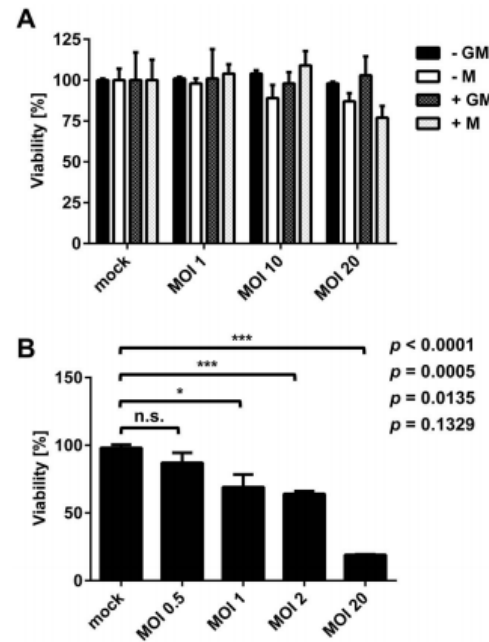 A
Viability [%]
125
100
75
50
25
0
mock
MOI 1
MOI 10
MOI 20
- GM
- M
+ GM
+ M
B
Viability [%]
150
100
50
0
***
***
*
n.s.
mock
MOI 0.5
MOI 1
MOI 2
MOI 20
p < 0.0001
p = 0.0005
p = 0.0135
p = 0.1329